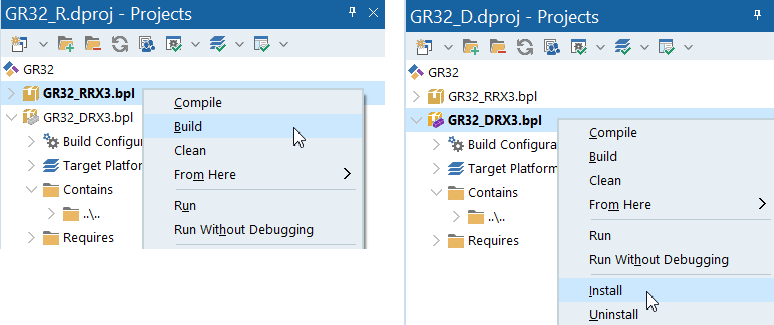 GR32_R.dproj - Projects
GR32
GR32_RRX3.bpl
GR32_DRX3.bpl
Build Configur
Target Platform
Contains
..\..
Requires
Compile
Build
Clean
From Here
Run
Run Without Debugging
GR32_D.dproj - Projects
GR32
GR32_RRX3.bpl
GR32_DRX3.bpl
Build Configura
Target Platform
Contains
..\..
Requires
Compile
Build
Clean
From Here
Run
Run Without Debugging
Install
Uninstall